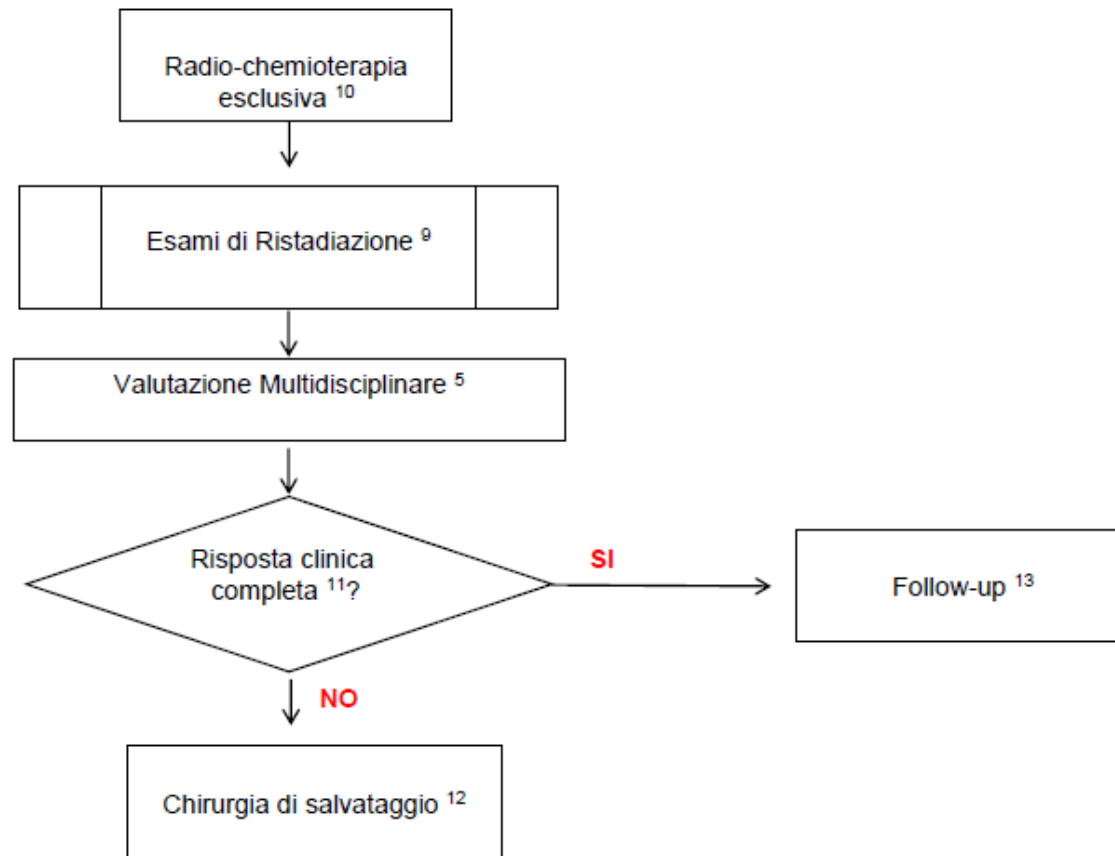 Radio-chemioterapia
esclusiva ¹⁰
Esami di Ristadiazione ⁹
Valutazione Multidisciplinare ⁵
Risposta clinica
completa ¹¹?
SI
Follow-up ¹³
NO
Chirurgia di salvataggio ¹²